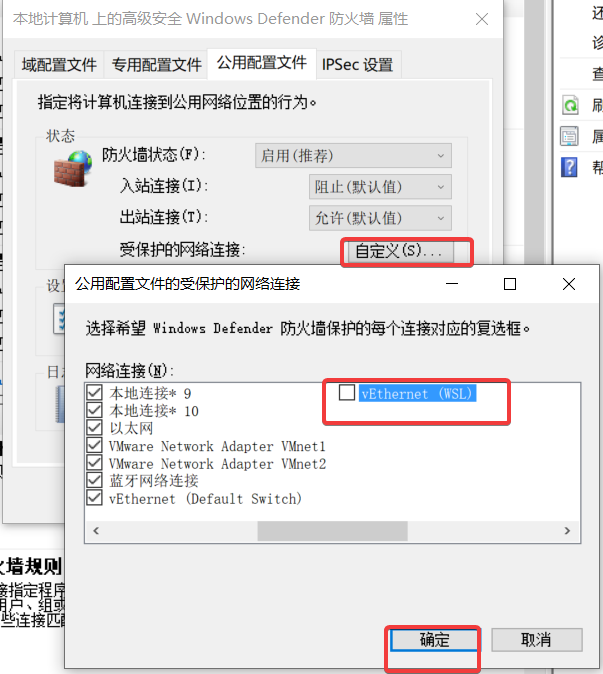 本地计算机 上的高级安全 Windows Defender 防火墙 属性
域配置文件 专用配置文件 公用配置文件 IPSec 设置
指定将计算机连接到公用网络位置的行为。
状态
防火墙状态(F): 启用(推荐)
入站连接(I): 阻止(默认值)
出站连接(T): 允许(默认值)
受保护的网络连接: 自定义(S)...
还
诊
查
刷
属
帮
公用配置文件的受保护的网络连接
选择希望 Windows Defender 防火墙保护的每个连接对应的复选框。
网络连接(N):
本地连接* 9
本地连接* 10
以太网
VMware Network Adapter VMnet1
VMware Network Adapter VMnet2
蓝牙网络连接
vEthernet (Default Switch)
vEthernet (WSL)
确定 取消
火墙规则
接指定程序
用户、组或
些连接匹配